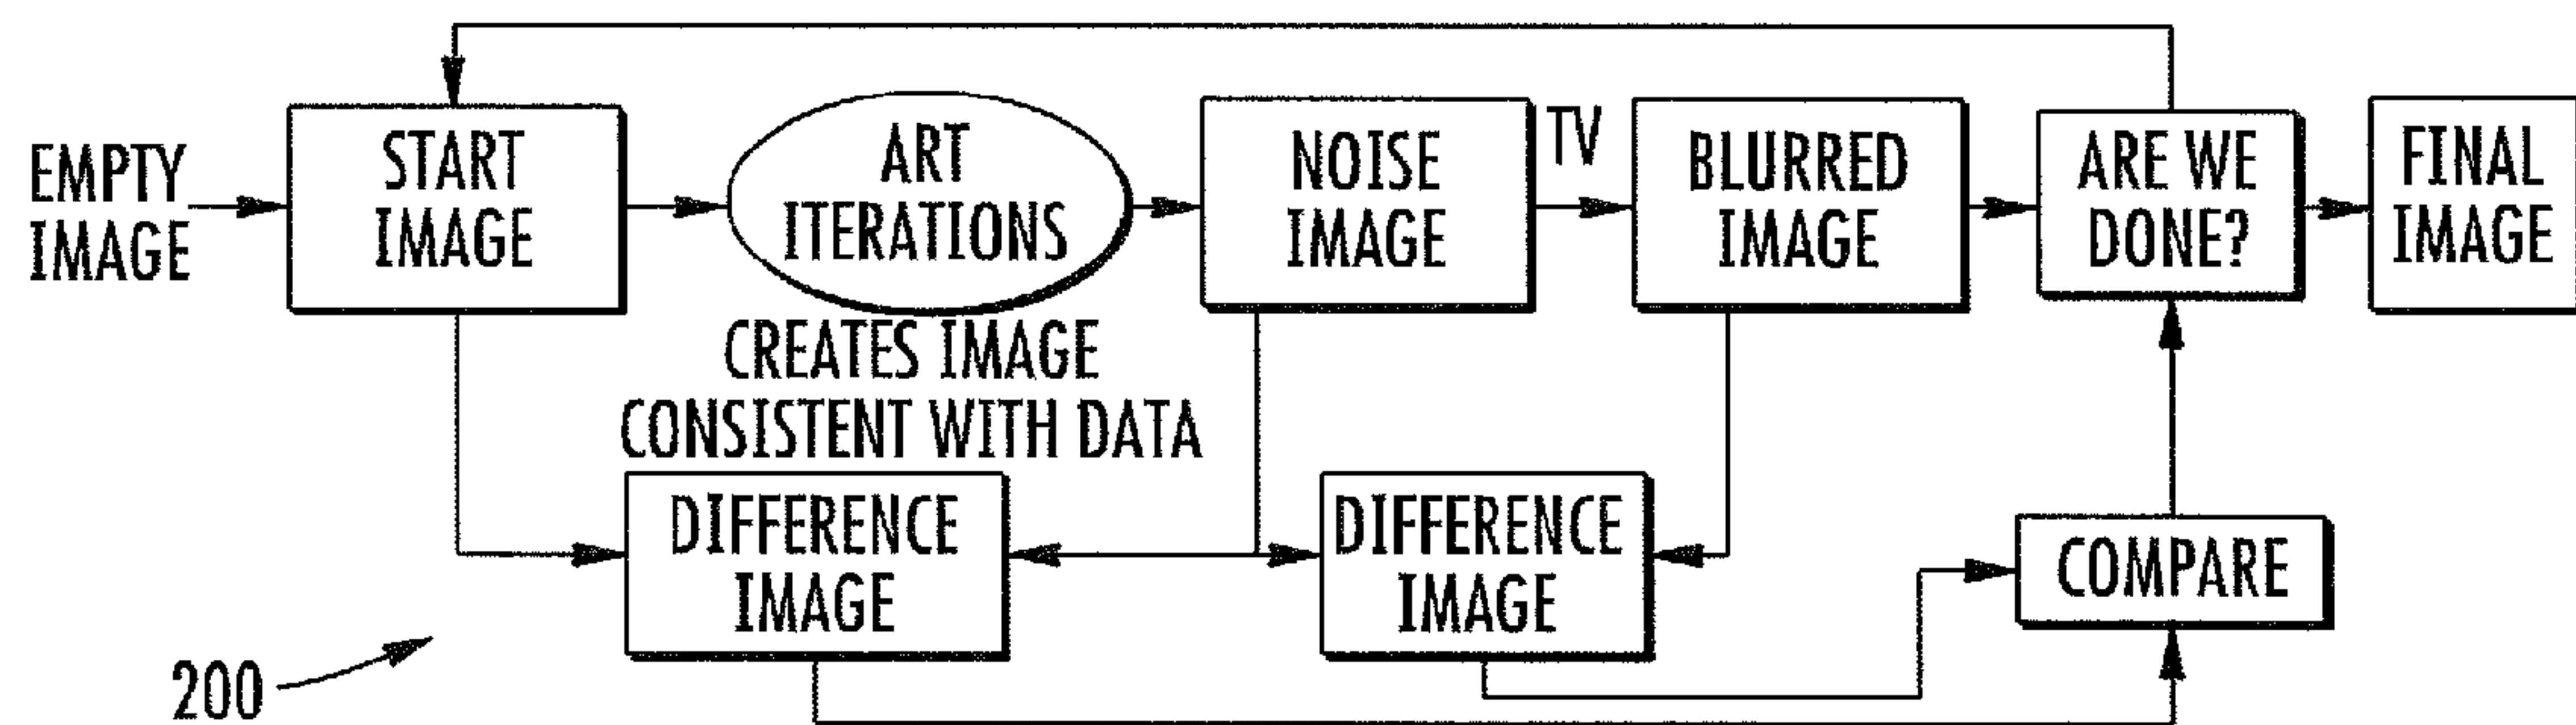 EMPTY
IMAGE
START
IMAGE
ART
ITERATIONS
CREATES IMAGE
CONSISTENT WITH DATA
NOISE
IMAGE
TV
BLURRED
IMAGE
ARE WE
DONE?
FINAL
IMAGE
DIFFERENCE
IMAGE
DIFFERENCE
IMAGE
COMPARE
200